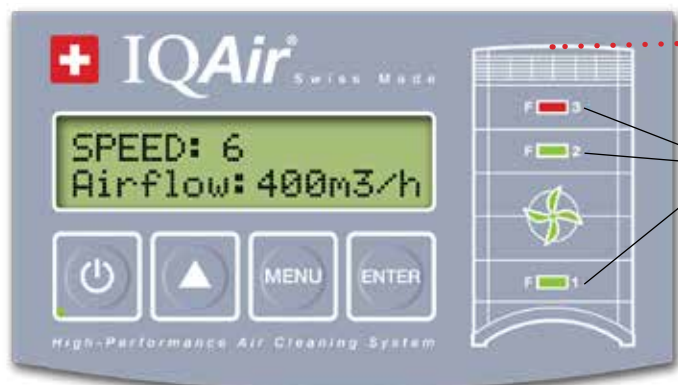 IQAir®
Swiss Made
SPEED: 6
Airflow: 400m3/h
MENU
ENTER
High-Performance Air Cleaning System
F 3
F 2
F 1